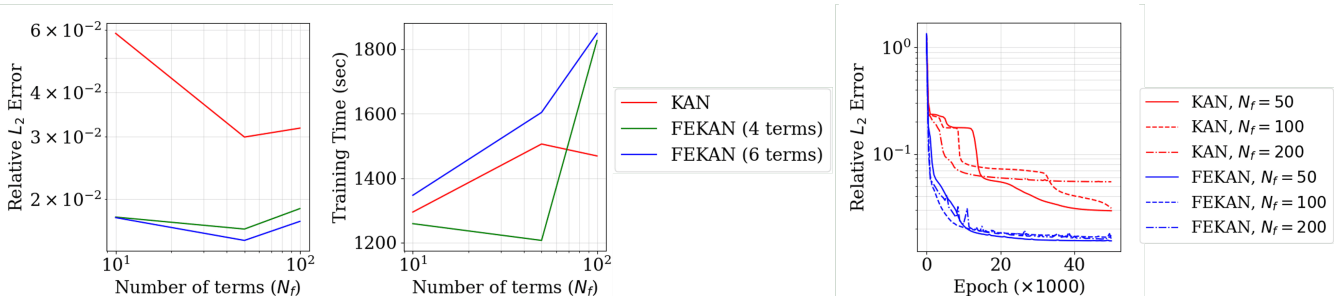 Relative $L_2$ Error
6 × 10⁻²
4 × 10⁻²
3 × 10⁻²
2 × 10⁻²
10¹
10²
Number of terms ($N_f$)
Training Time (sec)
1800
1600
1400
1200
10¹
10²
Number of terms ($N_f$)
KAN
FEKAN (4 terms)
FEKAN (6 terms)
Relative $L_2$ Error
10⁰
10⁻¹
0
20
40
Epoch (×1000)
KAN, $N_f = 50$
KAN, $N_f = 100$
KAN, $N_f = 200$
FEKAN, $N_f = 50$
FEKAN, $N_f = 100$
FEKAN, $N_f = 200$